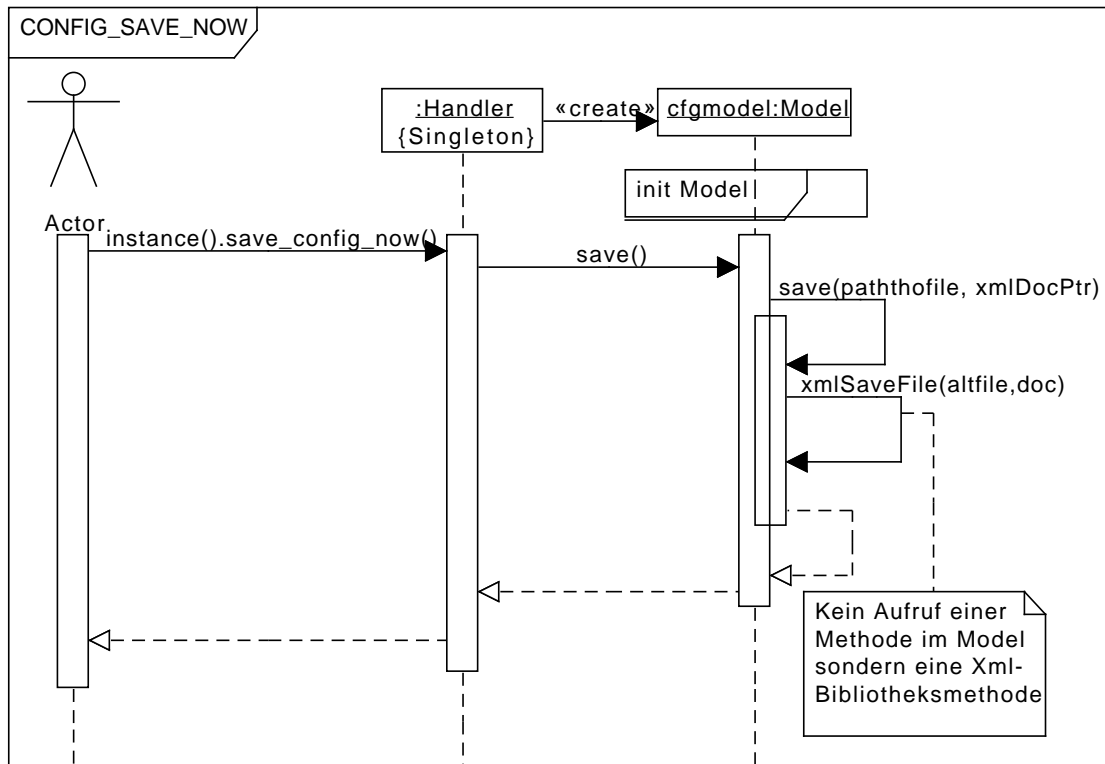 CONFIG_SAVE_NOW
:Handler
{Singleton}
«create»
cfgmodel:Model
init Model
Actor
instance().save_config_now()
save()
save(paththofile, xmlDocPtr)
xmlSaveFile(altfile,doc)
Kein Aufruf einer
Methode im Model
sondern eine Xml-
Bibliotheksmethode